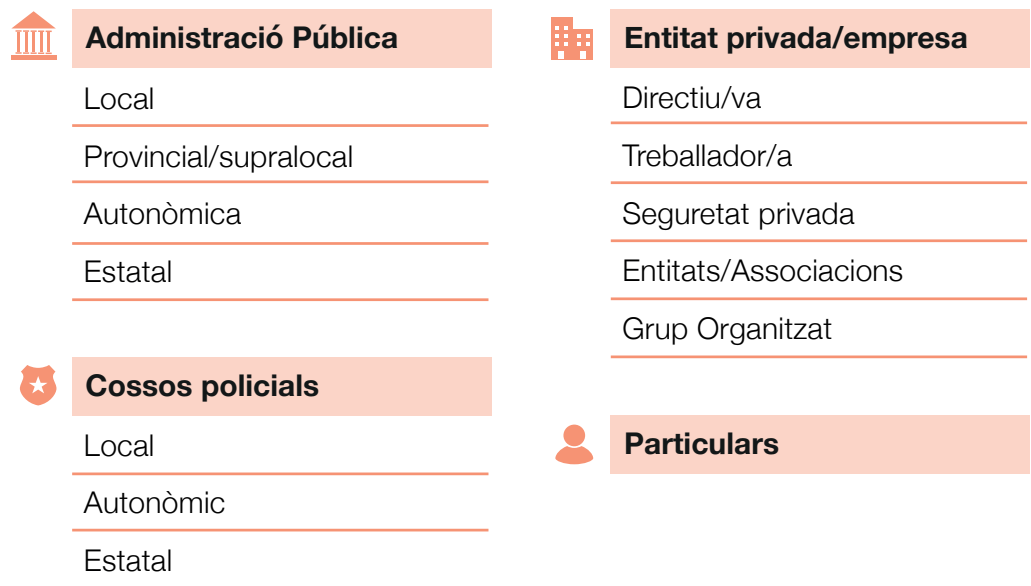 Administració Pública
Local
Provincial/supralocal
Autonòmica
Estatal
Cossos policials
Local
Autonòmic
Estatal
Entitat privada/empresa
Directiu/va
Treballador/a
Seguretat privada
Entitats/Associacions
Grup Organitzat
Particulars